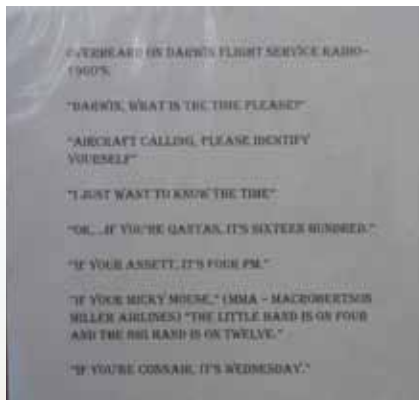 OVERHEARD ON DARWIN FLIGHT SERVICE RADIO-
1960'S.
"DARWIN, WHAT IS THE TIME PLEASE?"
"AIRCRAFT CALLING, PLEASE IDENTIFY
YOURSELF"
"I JUST WANT TO KNOW THE TIME"
"OK, ..IF YOU'RE QANTAS, IT'S SIXTEEN HUNDRED."
"IF YOUR ANSETT, IT'S FOUR PM."
"IF YOUR MICKY MOUSE," (MMA - MACROBERTSON
MILLER AIRLINES) "THE LITTLE HAND IS ON FOUR
AND THE BIG HAND IS ON TWELVE."
"IF YOU'RE CONNAIR, IT'S WEDNESDAY."